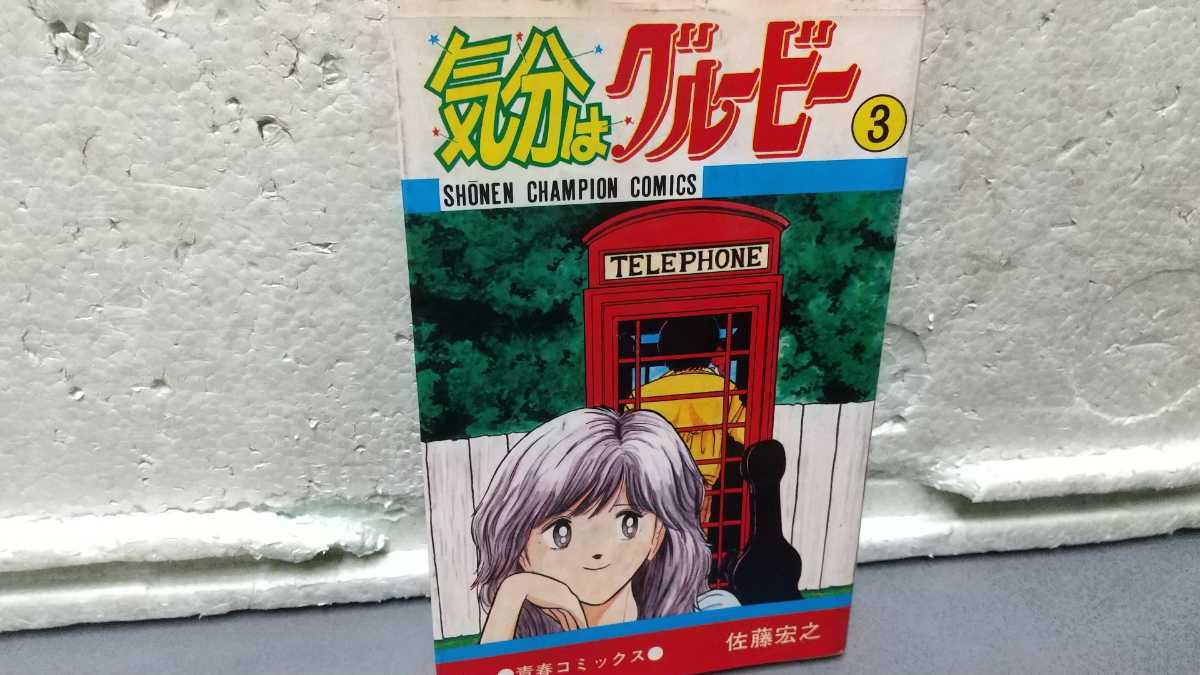 気分はグルービー
3
SHŌNEN CHAMPION COMICS
TELEPHONE
佐藤宏之
●青春コミックス●